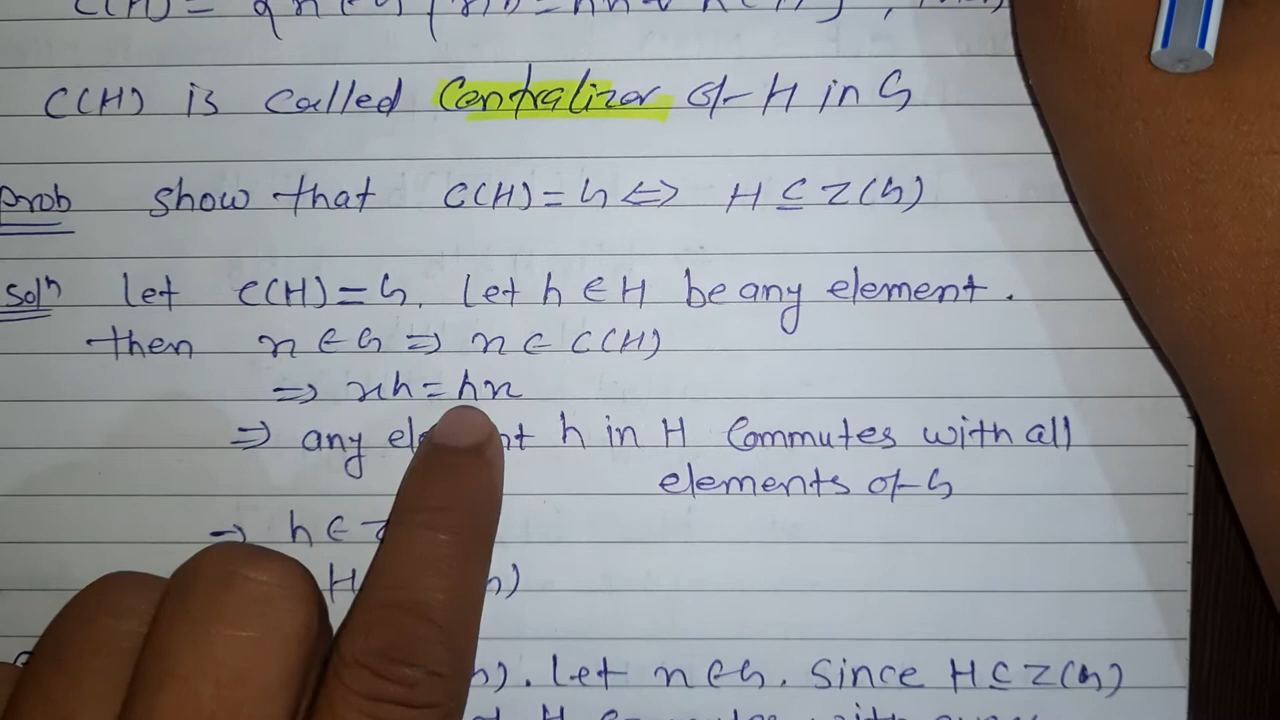 C(H) is called Centralizer of H in G
Prob show that C(H) = G ⇔ H ⊆ Z(G)
Solⁿ Let C(H) = G. Let h ∈ H be any element.
then x ∈ G ⇒ x ∈ C(H)
⇒ xh = hx
⇒ any h in H Commutes with all
elements of G
⇒ h ∈
H
Let x ∈ G. Since H ⊆ Z(G)